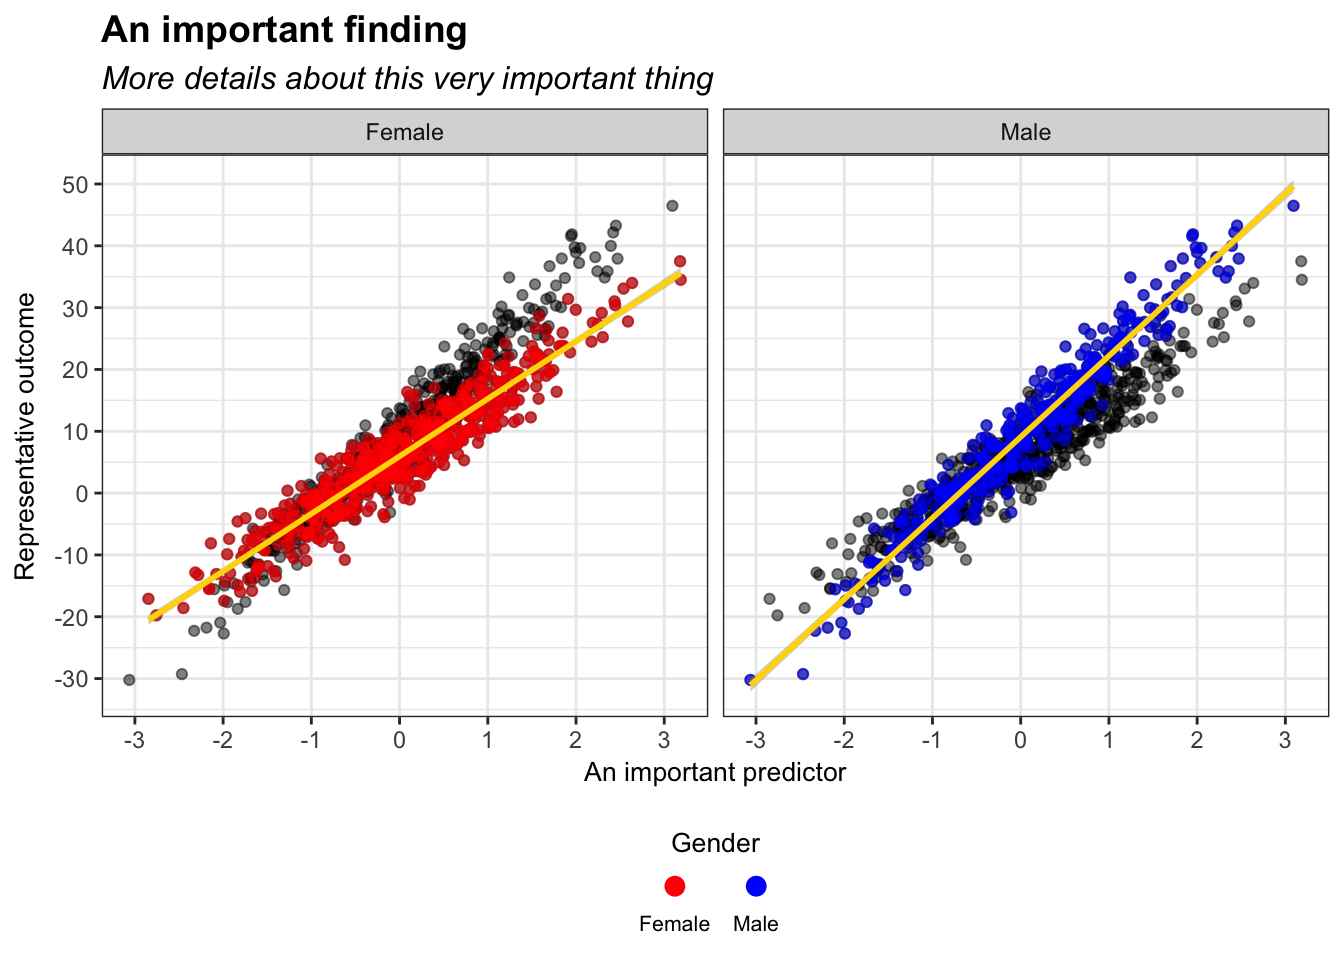 An important finding
More details about this very important thing
Female
Male
Representative outcome
50
40
30
20
10
0
-10
-20
-30
-3 -2 -1 0 1 2 3
-3 -2 -1 0 1 2 3
An important predictor
Gender
Female Male